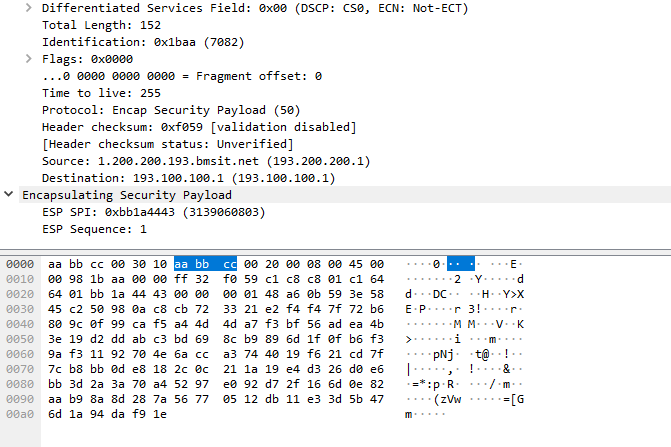 Differentiated Services Field: 0x00 (DSCP: CS0, ECN: Not-ECT)
Total Length: 152
Identification: 0x1baa (7082)
Flags: 0x0000
...0 0000 0000 0000 = Fragment offset: 0
Time to live: 255
Protocol: Encap Security Payload (50)
Header checksum: 0xf059 [validation disabled]
[Header checksum status: Unverified]
Source: 1.200.200.193.bmsit.net (193.200.200.1)
Destination: 193.100.100.1 (193.100.100.1)
Encapsulating Security Payload
ESP SPI: 0xbb1a4443 (3139060803)
ESP Sequence: 1
0000 aa bb cc 00 30 10 aa bb cc 00 20 00 08 00 45 00 ····0··· ·· ···E·
0010 00 98 1b aa 00 00 ff 32 f0 59 c1 c8 c8 01 c1 64 ·······2 ·Y·····d
0020 64 01 bb 1a 44 43 00 00 00 01 48 a6 0b 59 3e 58 d···DC·· ··H··Y>X
0030 45 c2 50 98 0a c8 cb 72 33 21 e2 f4 f4 7f 72 b6 E·P····r 3!····r·
0040 80 9c 0f 99 ca f5 a4 4d 4d a7 f3 bf 56 ad ea 4b ·······M M···V··K
0050 3e 19 d2 dd ab c3 bd 69 8c b9 89 6d 1f 0f b6 f3 >······i ···m····
0060 9a f3 11 92 70 4e 6a cc a3 74 40 19 f6 21 cd 7f ····pNj· ·t@··!··
0070 7c b8 bb 0d e8 18 2c 0c 21 1a 19 e4 d3 26 d0 e6 |·····,· !····&··
0080 bb 3d 2a 3a 70 a4 52 97 e0 92 d7 2f 16 6d 0e 82 ·=*:p·R· ···/·m··
0090 aa b9 8a 8d 28 7a 56 77 05 12 db 11 e3 3d 5b 47 ····(zVw ·····=[G
00a0 6d 1a 94 da f9 1e m·····